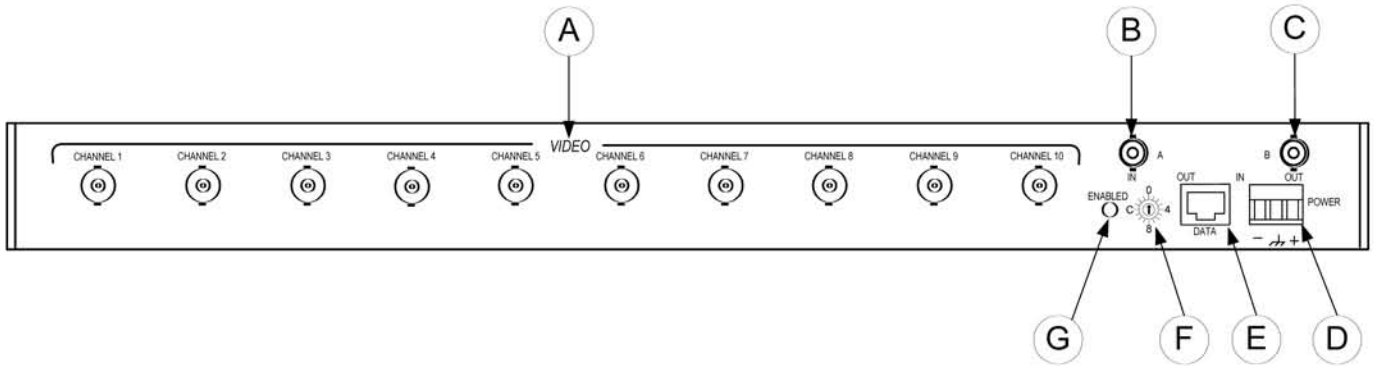 A
B
C
VIDEO
CHANNEL 1 CHANNEL 2 CHANNEL 3 CHANNEL 4 CHANNEL 5 CHANNEL 6 CHANNEL 7 CHANNEL 8 CHANNEL 9 CHANNEL 10
A
B
IN
OUT
IN
OUT
ENABLED
0
C
4
8
DATA
POWER
− +
G
F
E
D